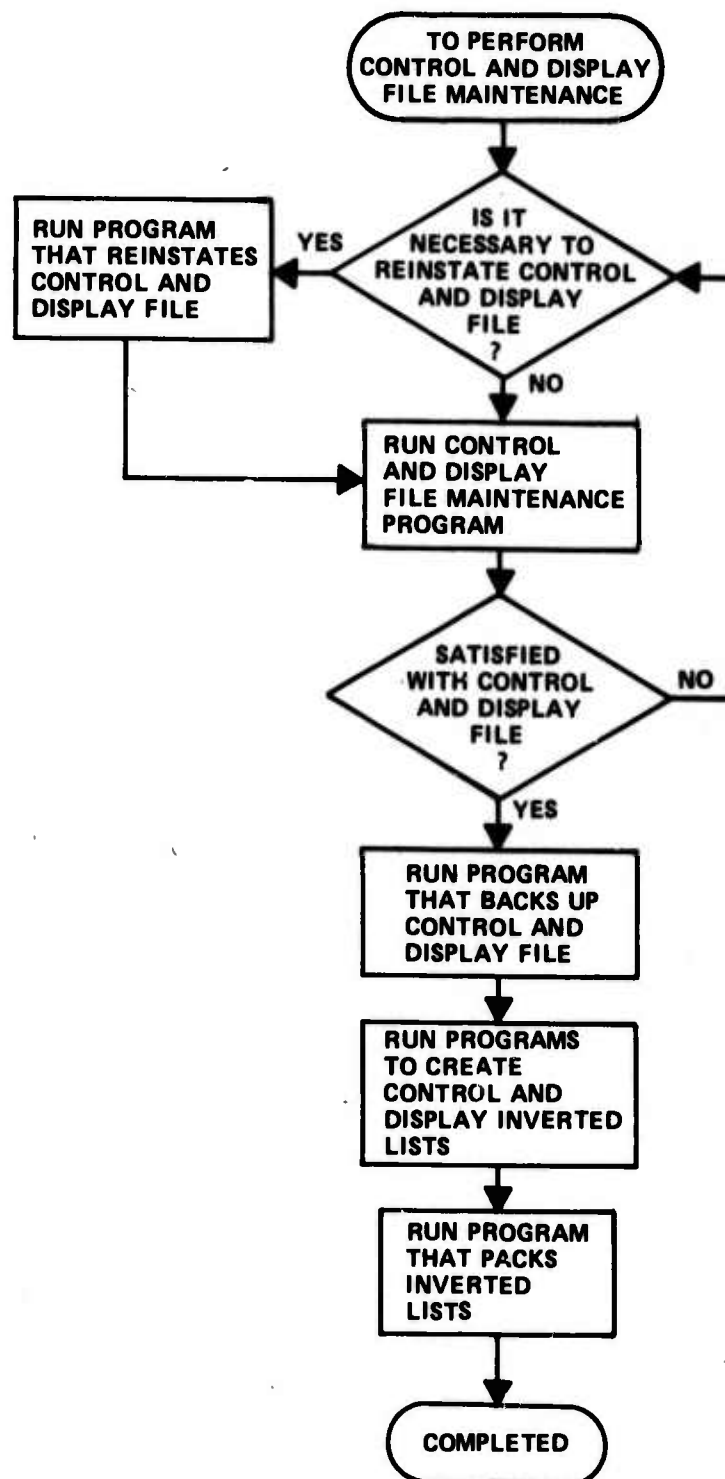 TO PERFORM
CONTROL AND DISPLAY
FILE MAINTENANCE
IS IT
NECESSARY TO
REINSTATE CONTROL
AND DISPLAY
FILE
?
YES
RUN PROGRAM
THAT REINSTATES
CONTROL AND
DISPLAY FILE
NO
RUN CONTROL
AND DISPLAY
FILE MAINTENANCE
PROGRAM
SATISFIED
WITH CONTROL
AND DISPLAY
FILE
?
NO
YES
RUN PROGRAM
THAT BACKS UP
CONTROL AND
DISPLAY FILE
RUN PROGRAMS
TO CREATE
CONTROL AND
DISPLAY INVERTED
LISTS
RUN PROGRAM
THAT PACKS
INVERTED
LISTS
COMPLETED